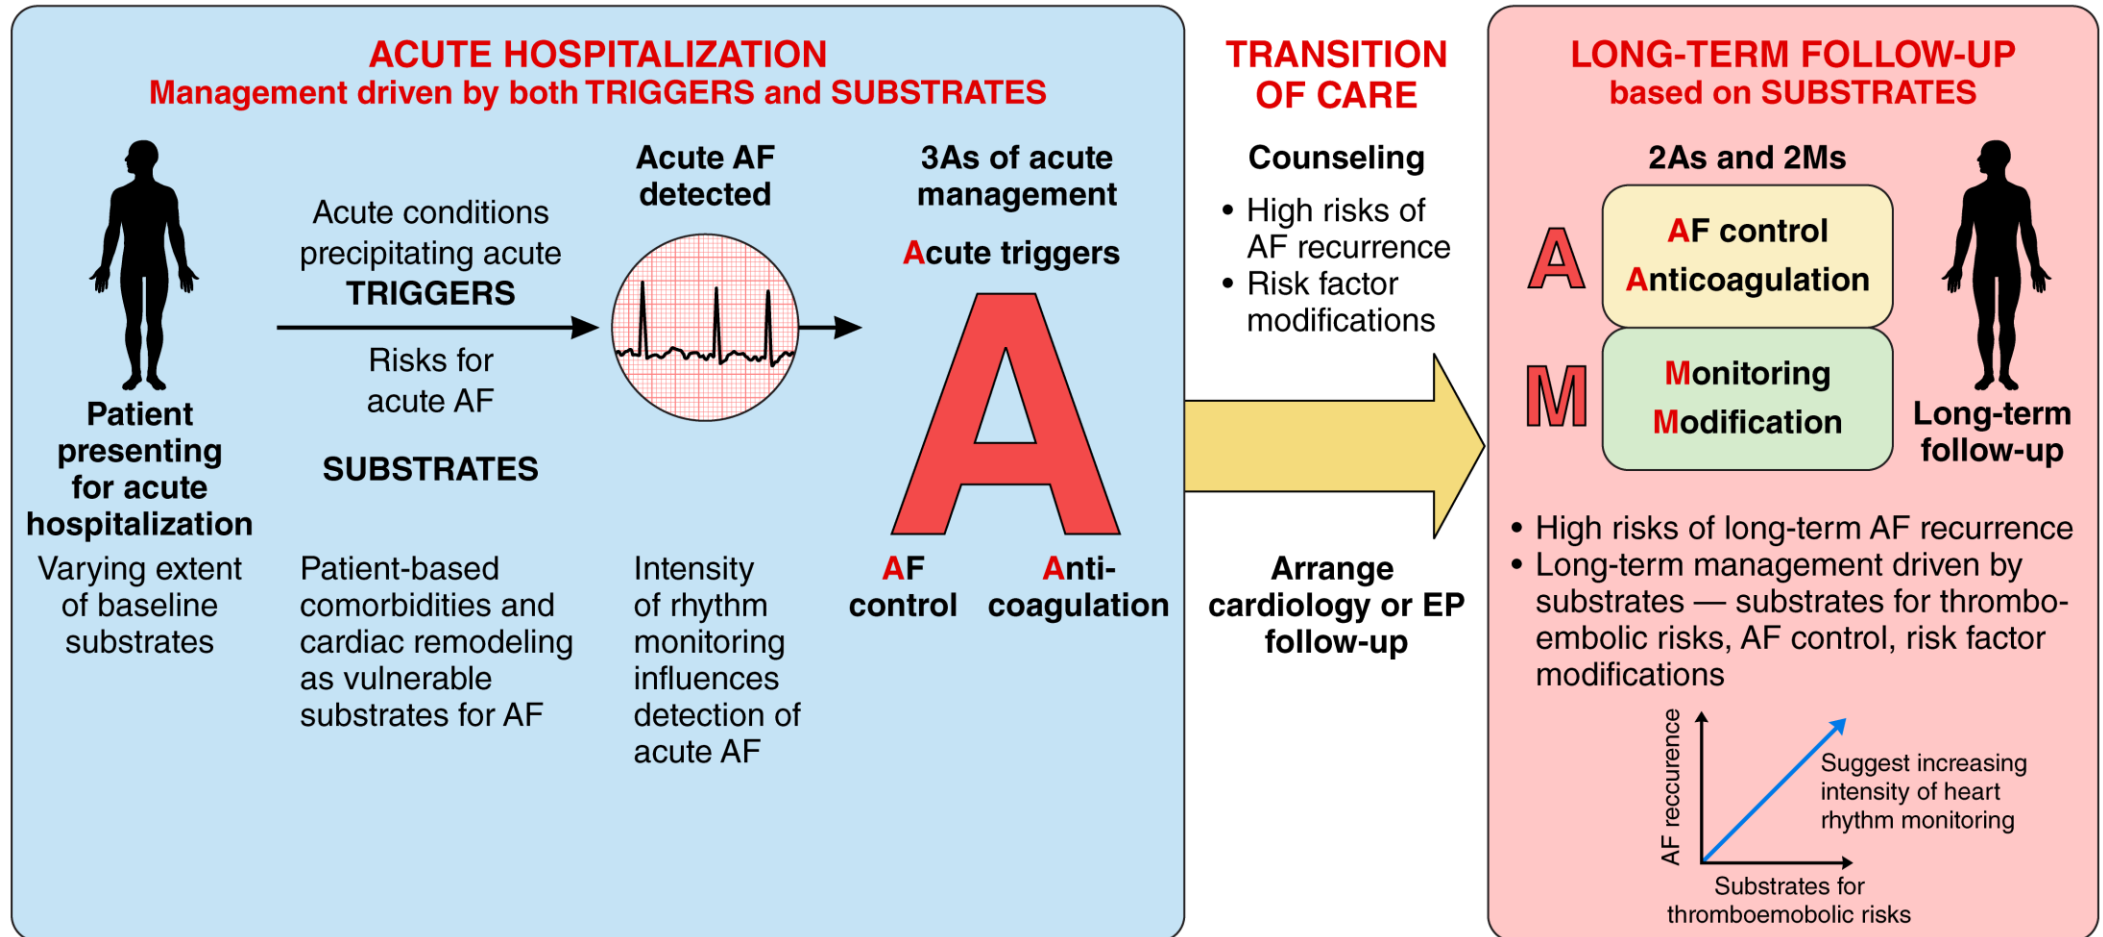 ACUTE HOSPITALIZATION
Management driven by both TRIGGERS and SUBSTRATES
Patient
presenting
for acute
hospitalization
Varying extent
of baseline
substrates
Acute conditions
precipitating acute
TRIGGERS
Risks for
acute AF
SUBSTRATES
Patient-based
comorbidities and
cardiac remodeling
as vulnerable
substrates for AF
Acute AF
detected
Intensity
of rhythm
monitoring
influences
detection of
acute AF
3As of acute
management
Acute triggers
A
AF
control
Anti-
coagulation
TRANSITION
OF CARE
Counseling
• High risks of
AF recurrence
• Risk factor
modifications
Arrange
cardiology or EP
follow-up
LONG-TERM FOLLOW-UP
based on SUBSTRATES
2As and 2Ms
A
AF control
Anticoagulation
M
Monitoring
Modification
Long-term
follow-up
• High risks of long-term AF recurrence
• Long-term management driven by
substrates — substrates for thrombo-
embolic risks, AF control, risk factor
modifications
AF reccurence
Suggest increasing
intensity of heart
rhythm monitoring
Substrates for
thromboemobolic risks